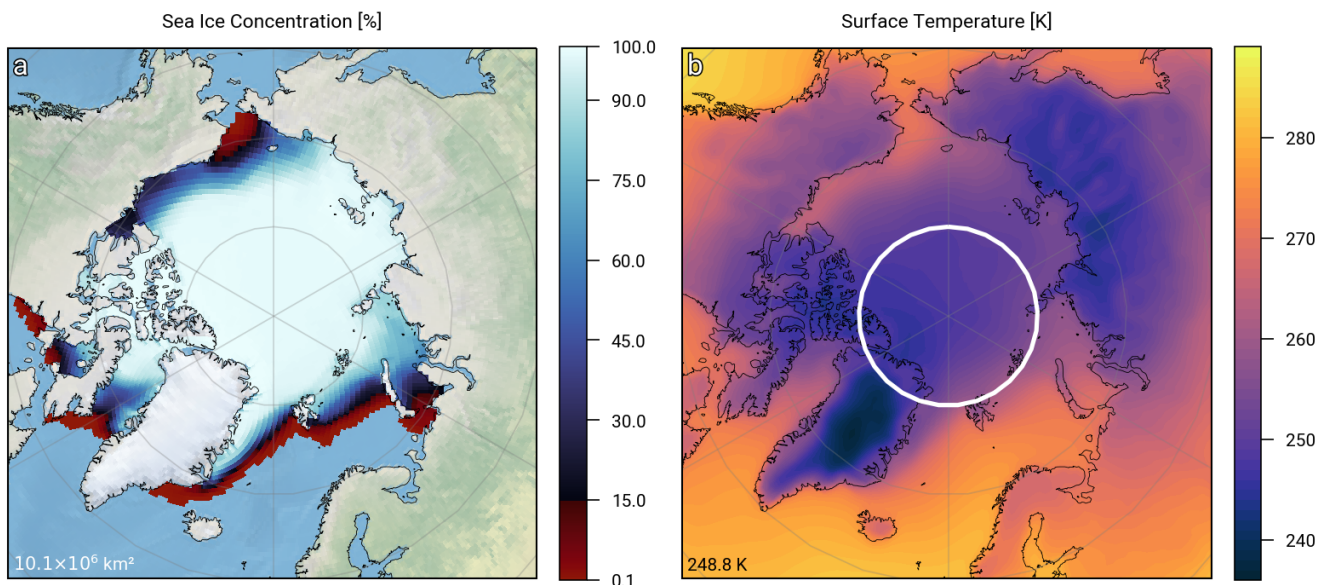 Sea Ice Concentration [%]
a
10.1×10⁶ km²
100.0
90.0
75.0
60.0
45.0
30.0
15.0
0.1
Surface Temperature [K]
b
248.8 K
280
270
260
250
240